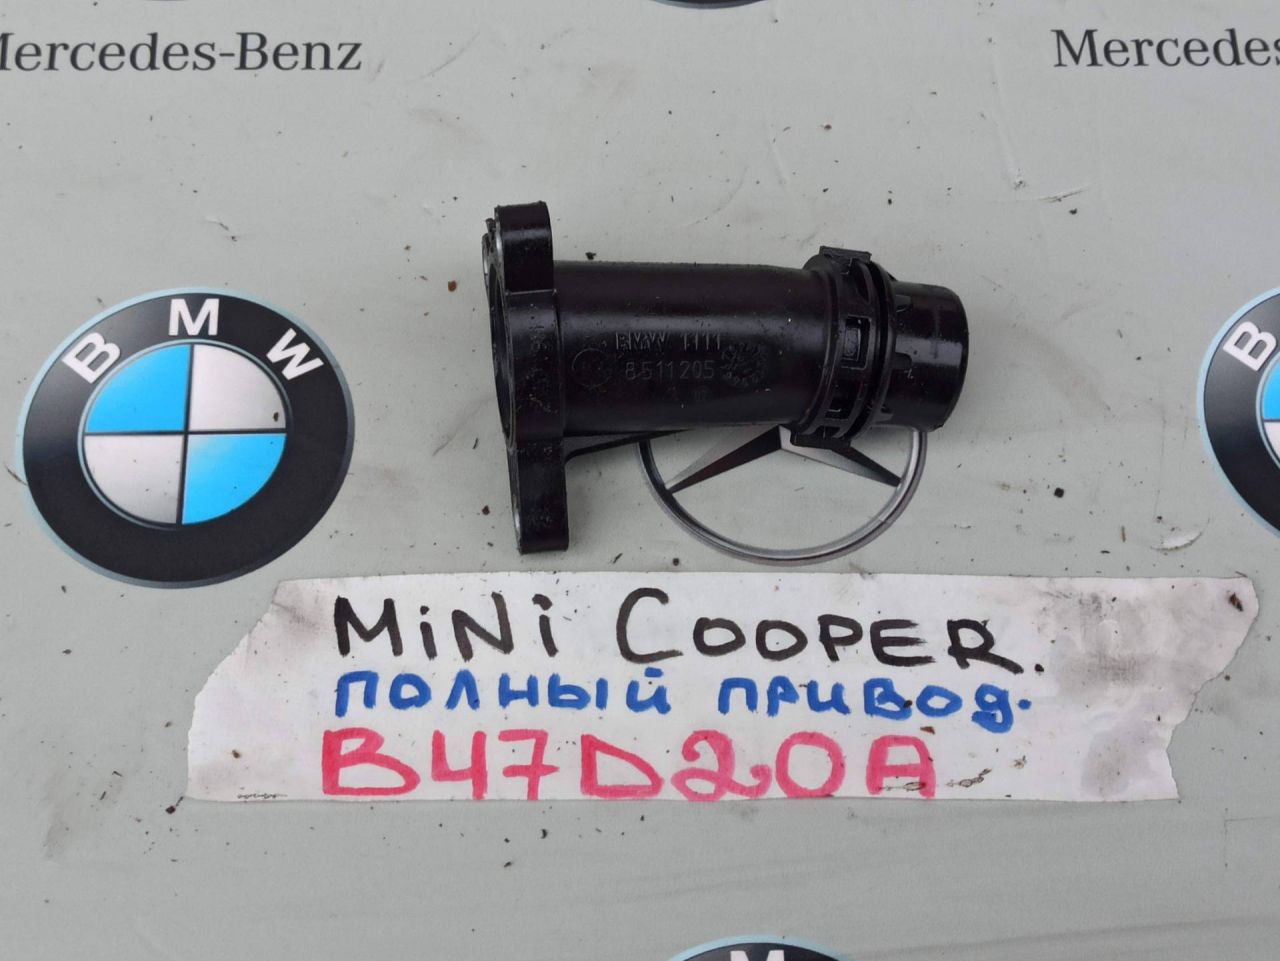 Mercedes-Benz
Mercedes
BMW
BMW 1111
8511205
B
MiNi COOPER.
ПОЛНЫЙ ПРИВОД.
B47D20A